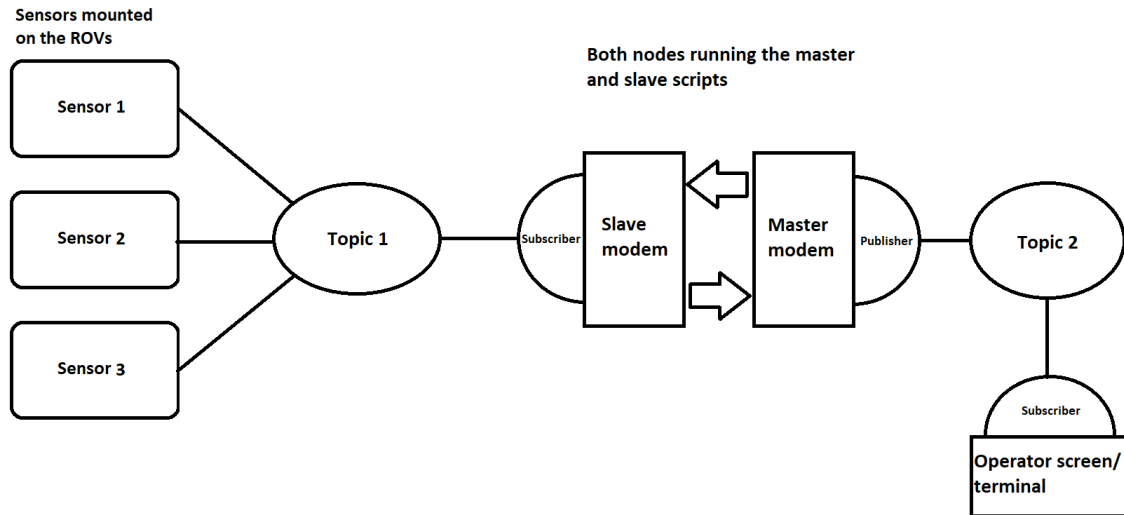 Sensors mounted
on the ROVs
Sensor 1
Sensor 2
Sensor 3
Topic 1
Both nodes running the master
and slave scripts
Subscriber
Slave
modem
Master
modem
Publisher
Topic 2
Subscriber
Operator screen/
terminal